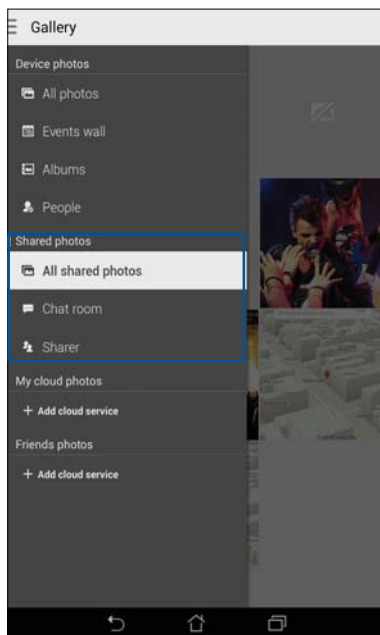 Gallery
Device photos
All photos
Events wall
Albums
People
Shared photos
All shared photos
Chat room
Sharer
My cloud photos
+ Add cloud service
Friends photos
+ Add cloud service